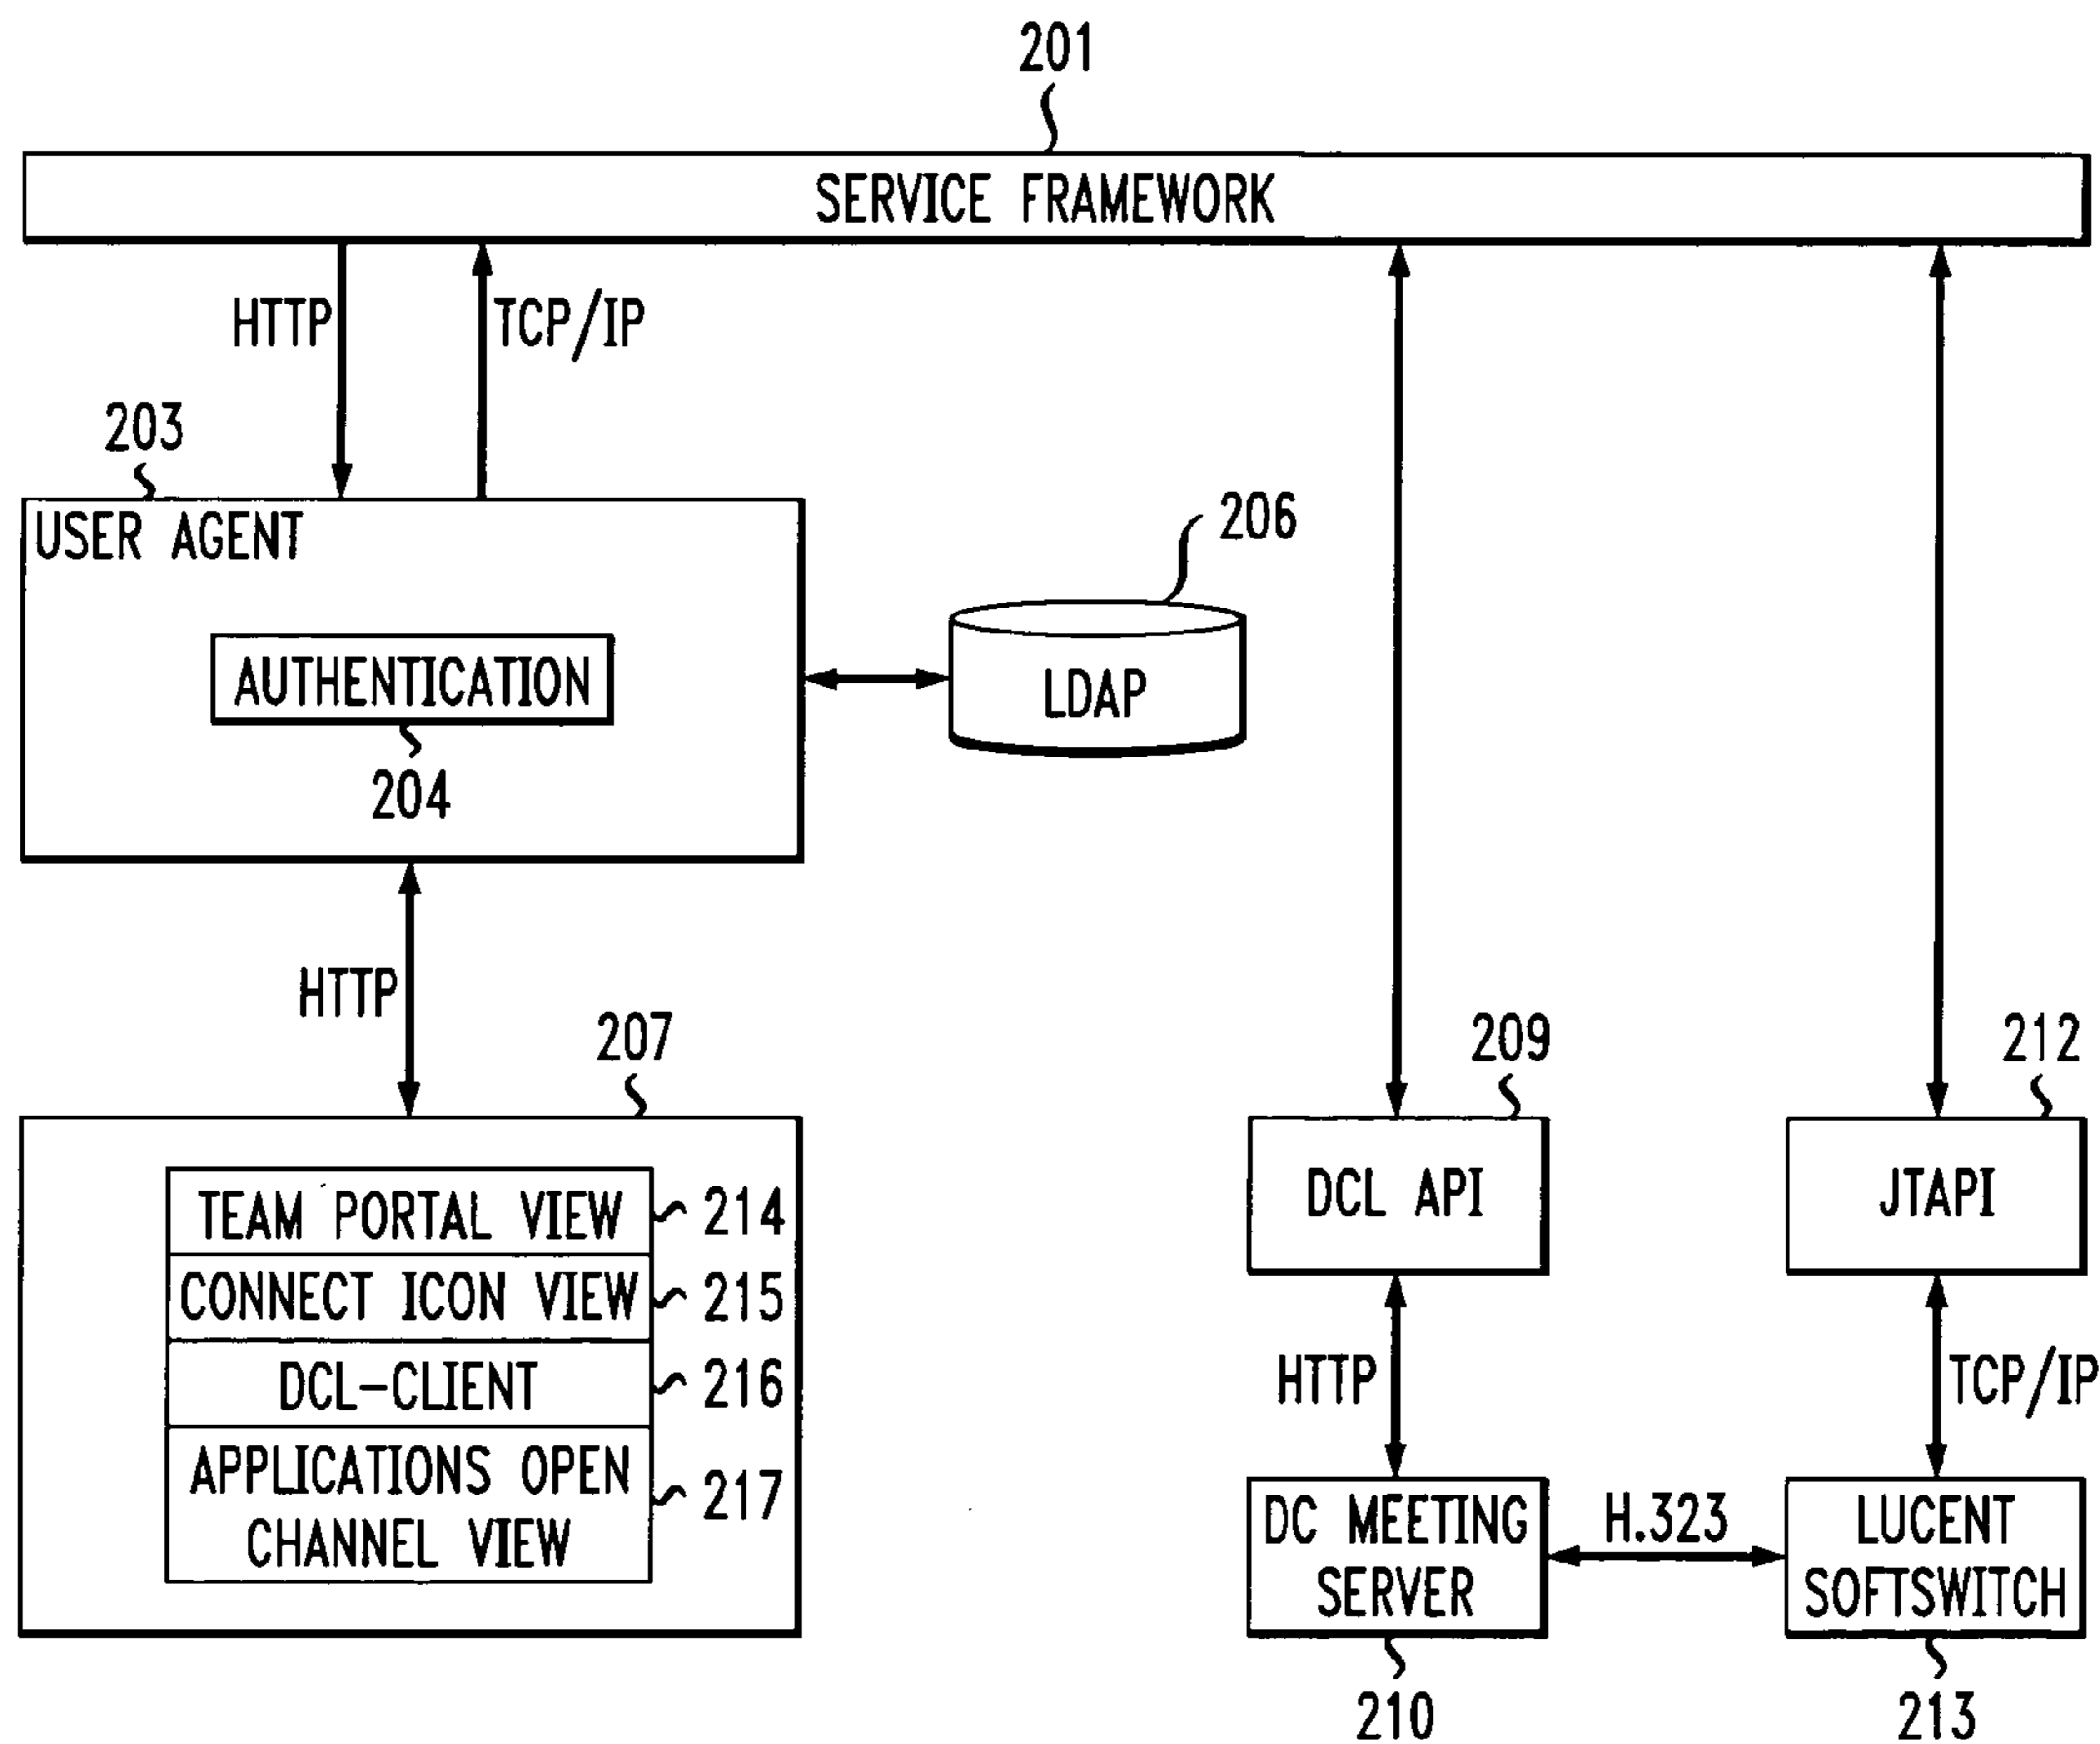 201
SERVICE FRAMEWORK
HTTP
TCP/IP
203
USER AGENT
206
AUTHENTICATION
LDAP
204
HTTP
207
209
212
TEAM PORTAL VIEW
214
DCL API
JTAPI
CONNECT ICON VIEW
215
DCL-CLIENT
216
HTTP
TCP/IP
APPLICATIONS OPEN
CHANNEL VIEW
217
DC MEETING
SERVER
H.323
LUCENT
SOFTSWITCH
210
213